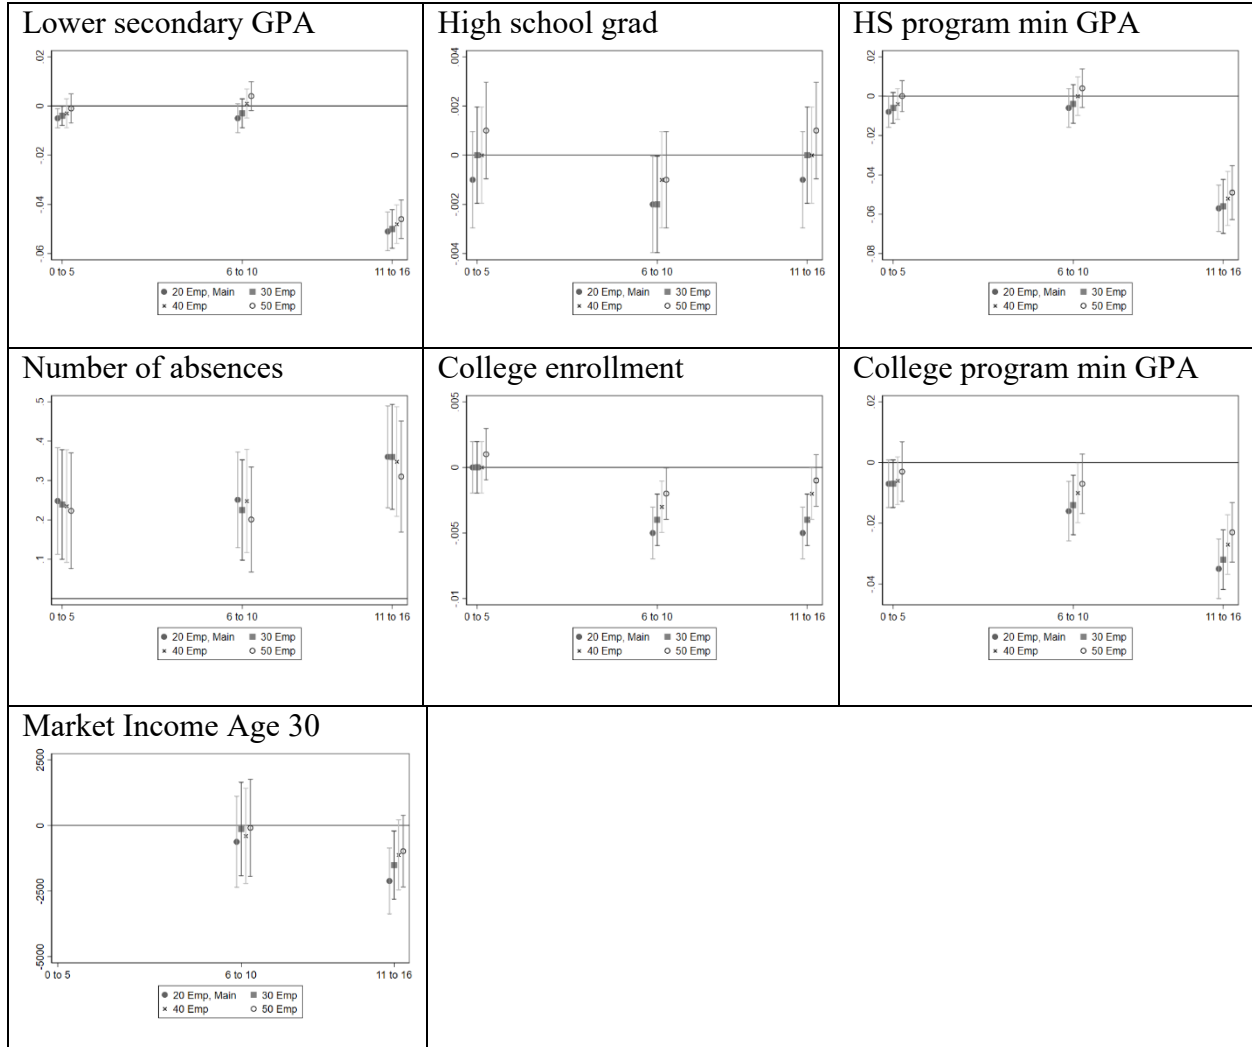 Lower secondary GPA
.02
0
-.02
-.04
-.06
0 to 5 6 to 10 11 to 16
20 Emp, Main 30 Emp
40 Emp 50 Emp
High school grad
.004
.002
0
-.002
-.004
0 to 5 6 to 10 11 to 16
20 Emp, Main 30 Emp
40 Emp 50 Emp
HS program min GPA
.02
0
-.02
-.04
-.06
-.08
0 to 5 6 to 10 11 to 16
20 Emp, Main 30 Emp
40 Emp 50 Emp
Number of absences
.5
.4
.3
.2
.1
0 to 5 6 to 10 11 to 16
20 Emp, Main 30 Emp
40 Emp 50 Emp
College enrollment
.005
0
-.005
-.01
0 to 5 6 to 10 11 to 16
20 Emp, Main 30 Emp
40 Emp 50 Emp
College program min GPA
.02
0
-.02
-.04
0 to 5 6 to 10 11 to 16
20 Emp, Main 30 Emp
40 Emp 50 Emp
Market Income Age 30
2500
0
-2500
-5000
0 to 5 6 to 10 11 to 16
20 Emp, Main 30 Emp
40 Emp 50 Emp